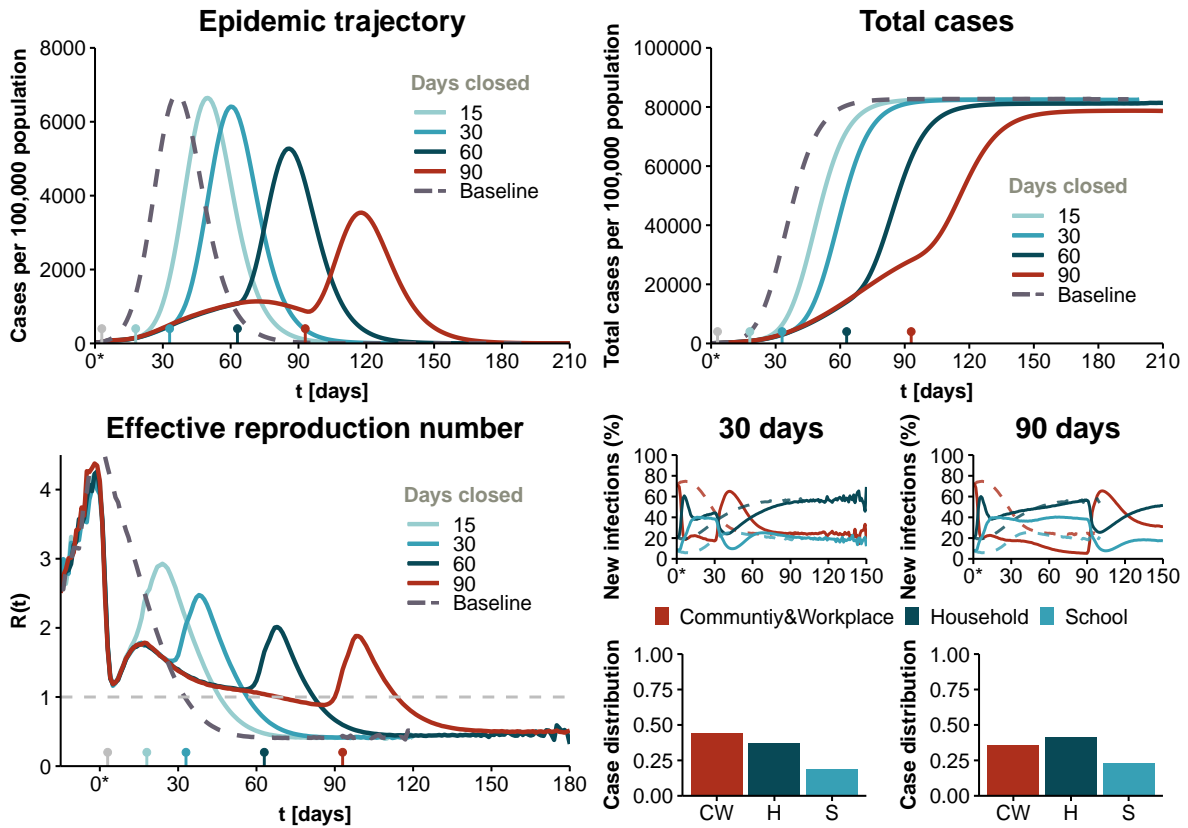 Epidemic trajectory
Cases per 100,000 population
8000
6000
4000
2000
0
Days closed
15
30
60
90
Baseline
0* 30 60 90 120 150 180 210
t [days]
Total cases
Total cases per 100,000 population
100000
80000
60000
40000
20000
0
Days closed
15
30
60
90
Baseline
0* 30 60 90 120 150 180 210
t [days]
Effective reproduction number
R(t)
4
3
2
1
0
Days closed
15
30
60
90
Baseline
0* 30 60 90 120 150 180
t [days]
30 days
New infections (%)
100
80
60
40
20
0
0* 30 60 90 120 150
90 days
New infections (%)
100
80
60
40
20
0
0* 30 60 90 120 150
Communtiy&Workplace Household School
Case distribution
1.00
0.75
0.50
0.25
0.00
CW H S
Case distribution
1.00
0.75
0.50
0.25
0.00
CW H S